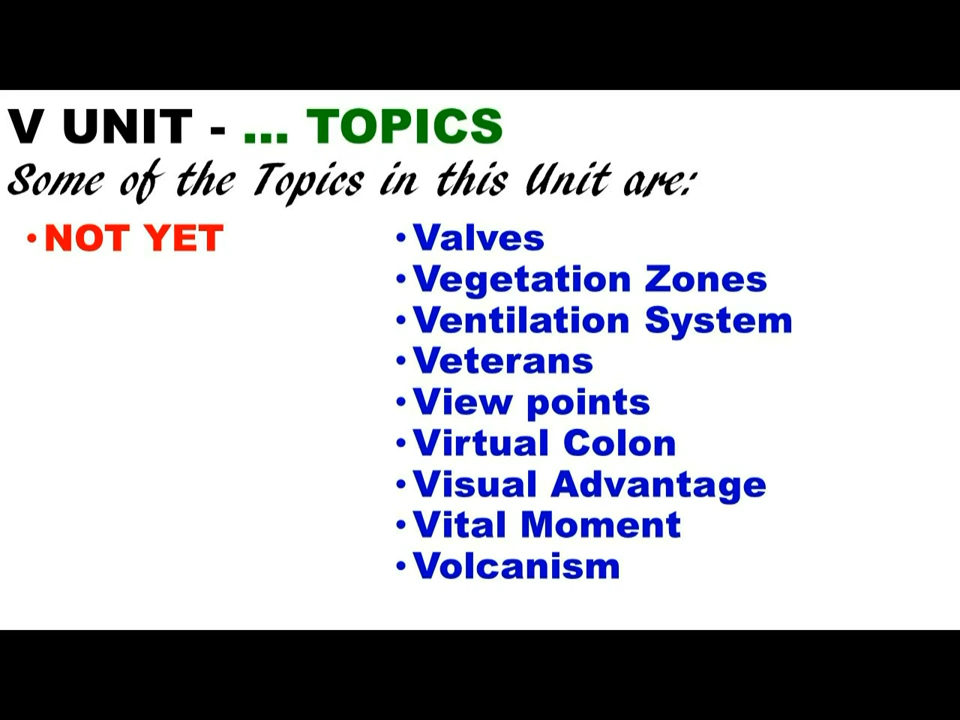 V UNIT - ... TOPICS
Some of the Topics in this Unit are:
•NOT YET
•Valves
•Vegetation Zones
•Ventilation System
•Veterans
•View points
•Virtual Colon
•Visual Advantage
•Vital Moment
•Volcanism